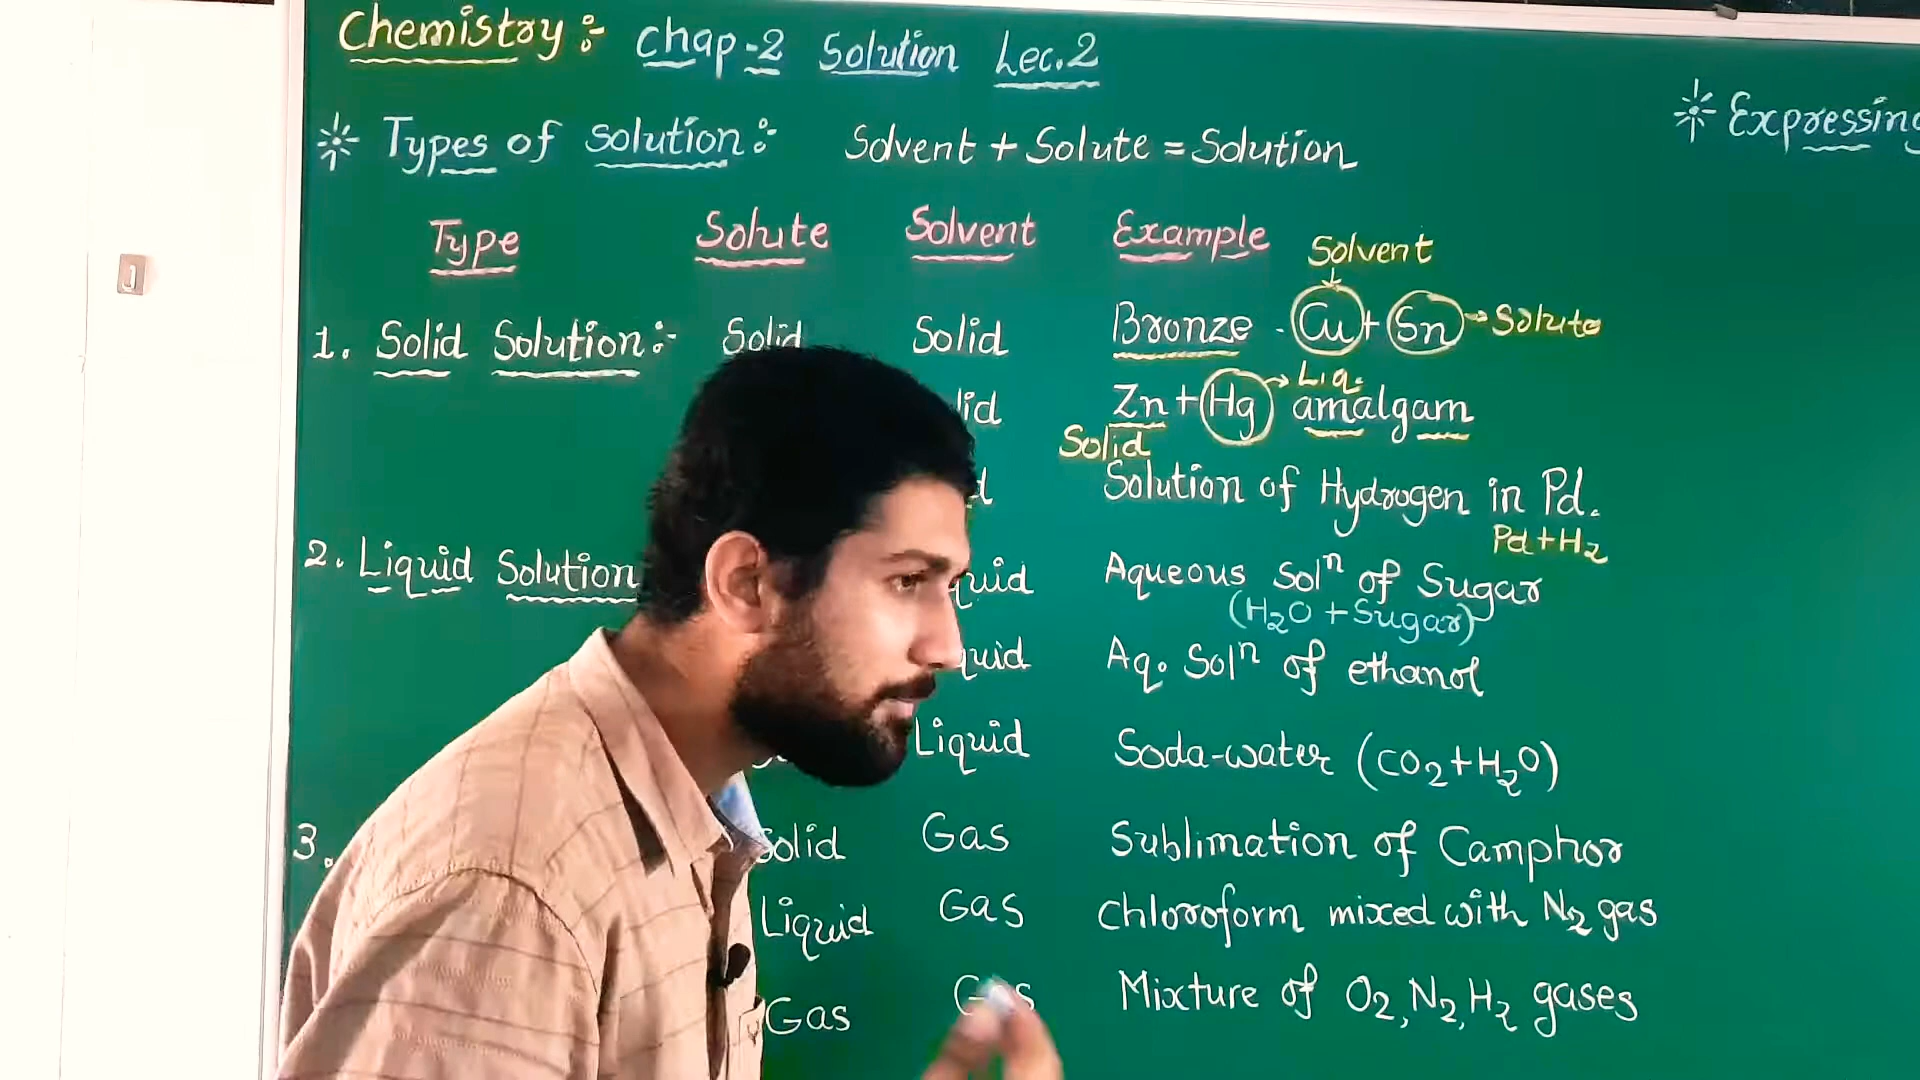 Chemistry :- Chap-2 Solution Lec.2
* Types of Solution :- Solvent + Solute = Solution
* Expressing
Type Solute Solvent Example
Solvent
1. Solid Solution :- Solid Solid Bronze - Cu + Sn → Solute
Zn + Hg → Liq. amalgam
Solid
Solution of Hydrogen in Pd.
Pd + H2
2. Liquid Solution Aqueous Solⁿ of Sugar
(H2O + Sugar)
Aq. Solⁿ of ethanol
Liquid Soda-water (CO2 + H2O)
3. Solid Gas Sublimation of Camphor
Liquid Gas Chloroform mixed with N2 gas
Gas Gas Mixture of O2, N2, H2 gases